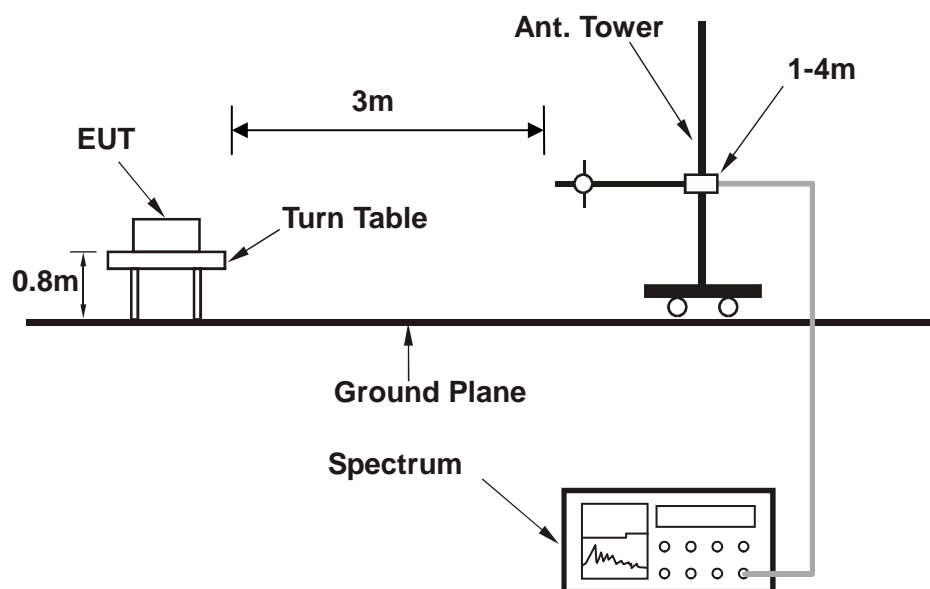 Ant. Tower
1-4m
3m
EUT
Turn Table
0.8m
Ground Plane
Spectrum